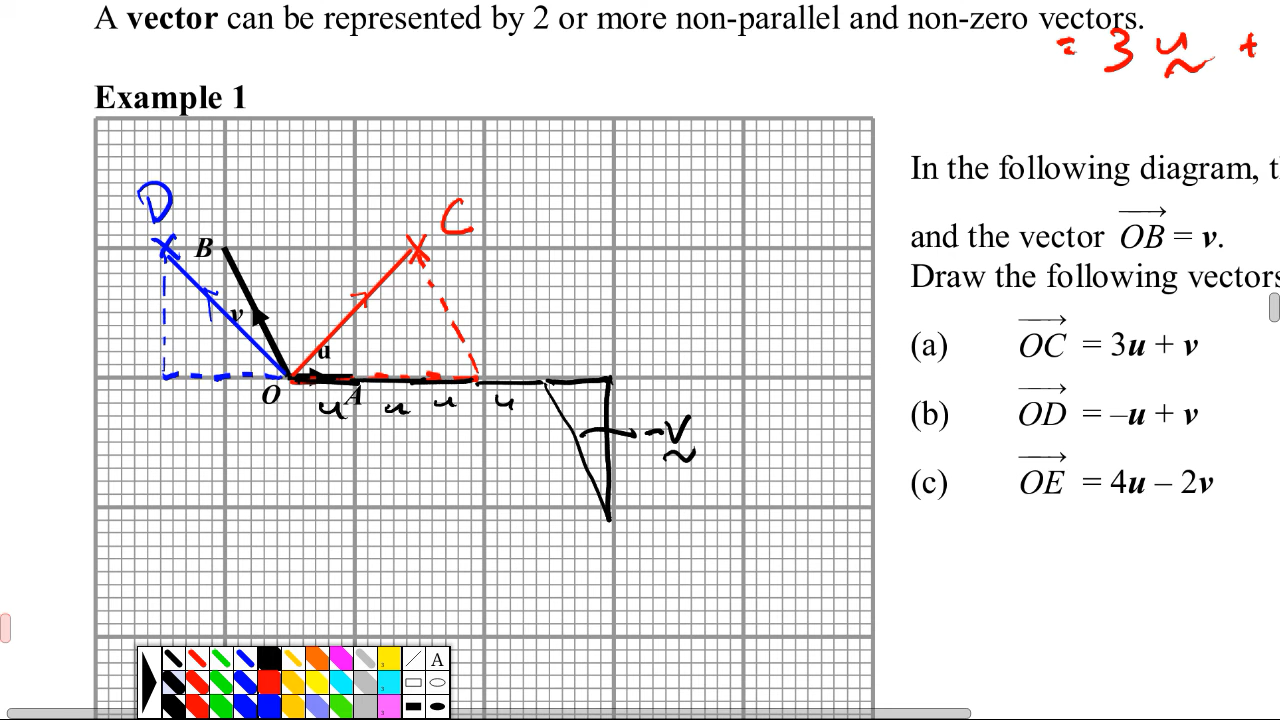 A vector can be represented by 2 or more non-parallel and non-zero vectors.
= 3 u +
Example 1
In the following diagram, t
and the vector OB = v.
Draw the following vectors
(a) OC = 3u + v
(b) OD = –u + v
(c) OE = 4u – 2v
D
B
C
v
u
O
A
u u u u
-v
A